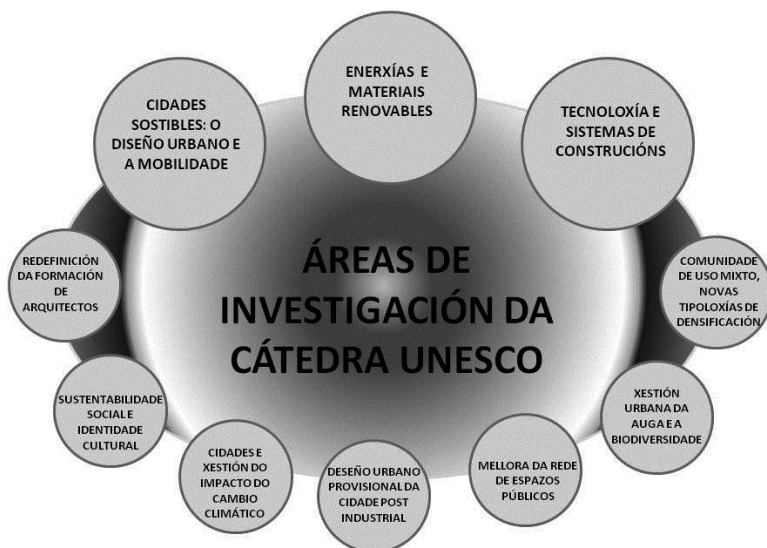 ENERXÍAS E
MATERIAIS
RENOVABLES
CIDADES
SOSTIBLES: O
DISEÑO URBANO E
A MOBILIDADE
TECNOLOXÍA E
SISTEMAS DE
CONSTRUCIÓNS
REDEFINICIÓN
DA FORMACIÓN
DE
ARQUITECTOS
ÁREAS DE
INVESTIGACIÓN DA
CÁTEDRA UNESCO
COMUNIDADE
DE USO MIXTO,
NOVAS
TIPOLOXÍAS DE
DENSIFICACIÓN
SUSTENTABILIDADE
SOCIAL E
IDENTIDADE
CULTURAL
XESTIÓN
URBANA DA
AUGA E A
BIODIVERSIDADE
CIDADES E
XESTIÓN DO
IMPACTO DO
CAMBIO
CLIMÁTICO
DESEÑO URBANO
PROVISIONAL DA
CIDADE POST
INDUSTRIAL
MELLORA DA REDE
DE ESPAZOS
PÚBLICOS